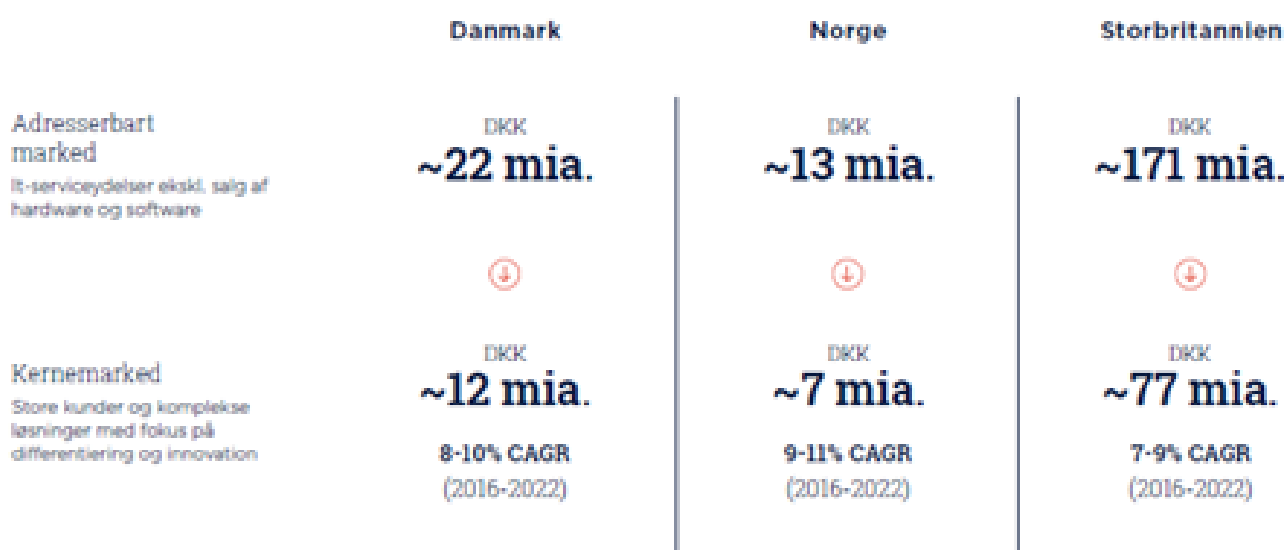 Danmark
Norge
Storbritannien
Adresserbart
marked
It-serviceydelser ekskl. salg af
hardware og software
DKK
~22 mia.
DKK
~13 mia.
DKK
~171 mia.
Kernemarked
Store kunder og komplekse
løsninger med fokus på
differentiering og innovation
DKK
~12 mia.
8-10% CAGR
(2016-2022)
DKK
~7 mia.
9-11% CAGR
(2016-2022)
DKK
~77 mia.
7-9% CAGR
(2016-2022)